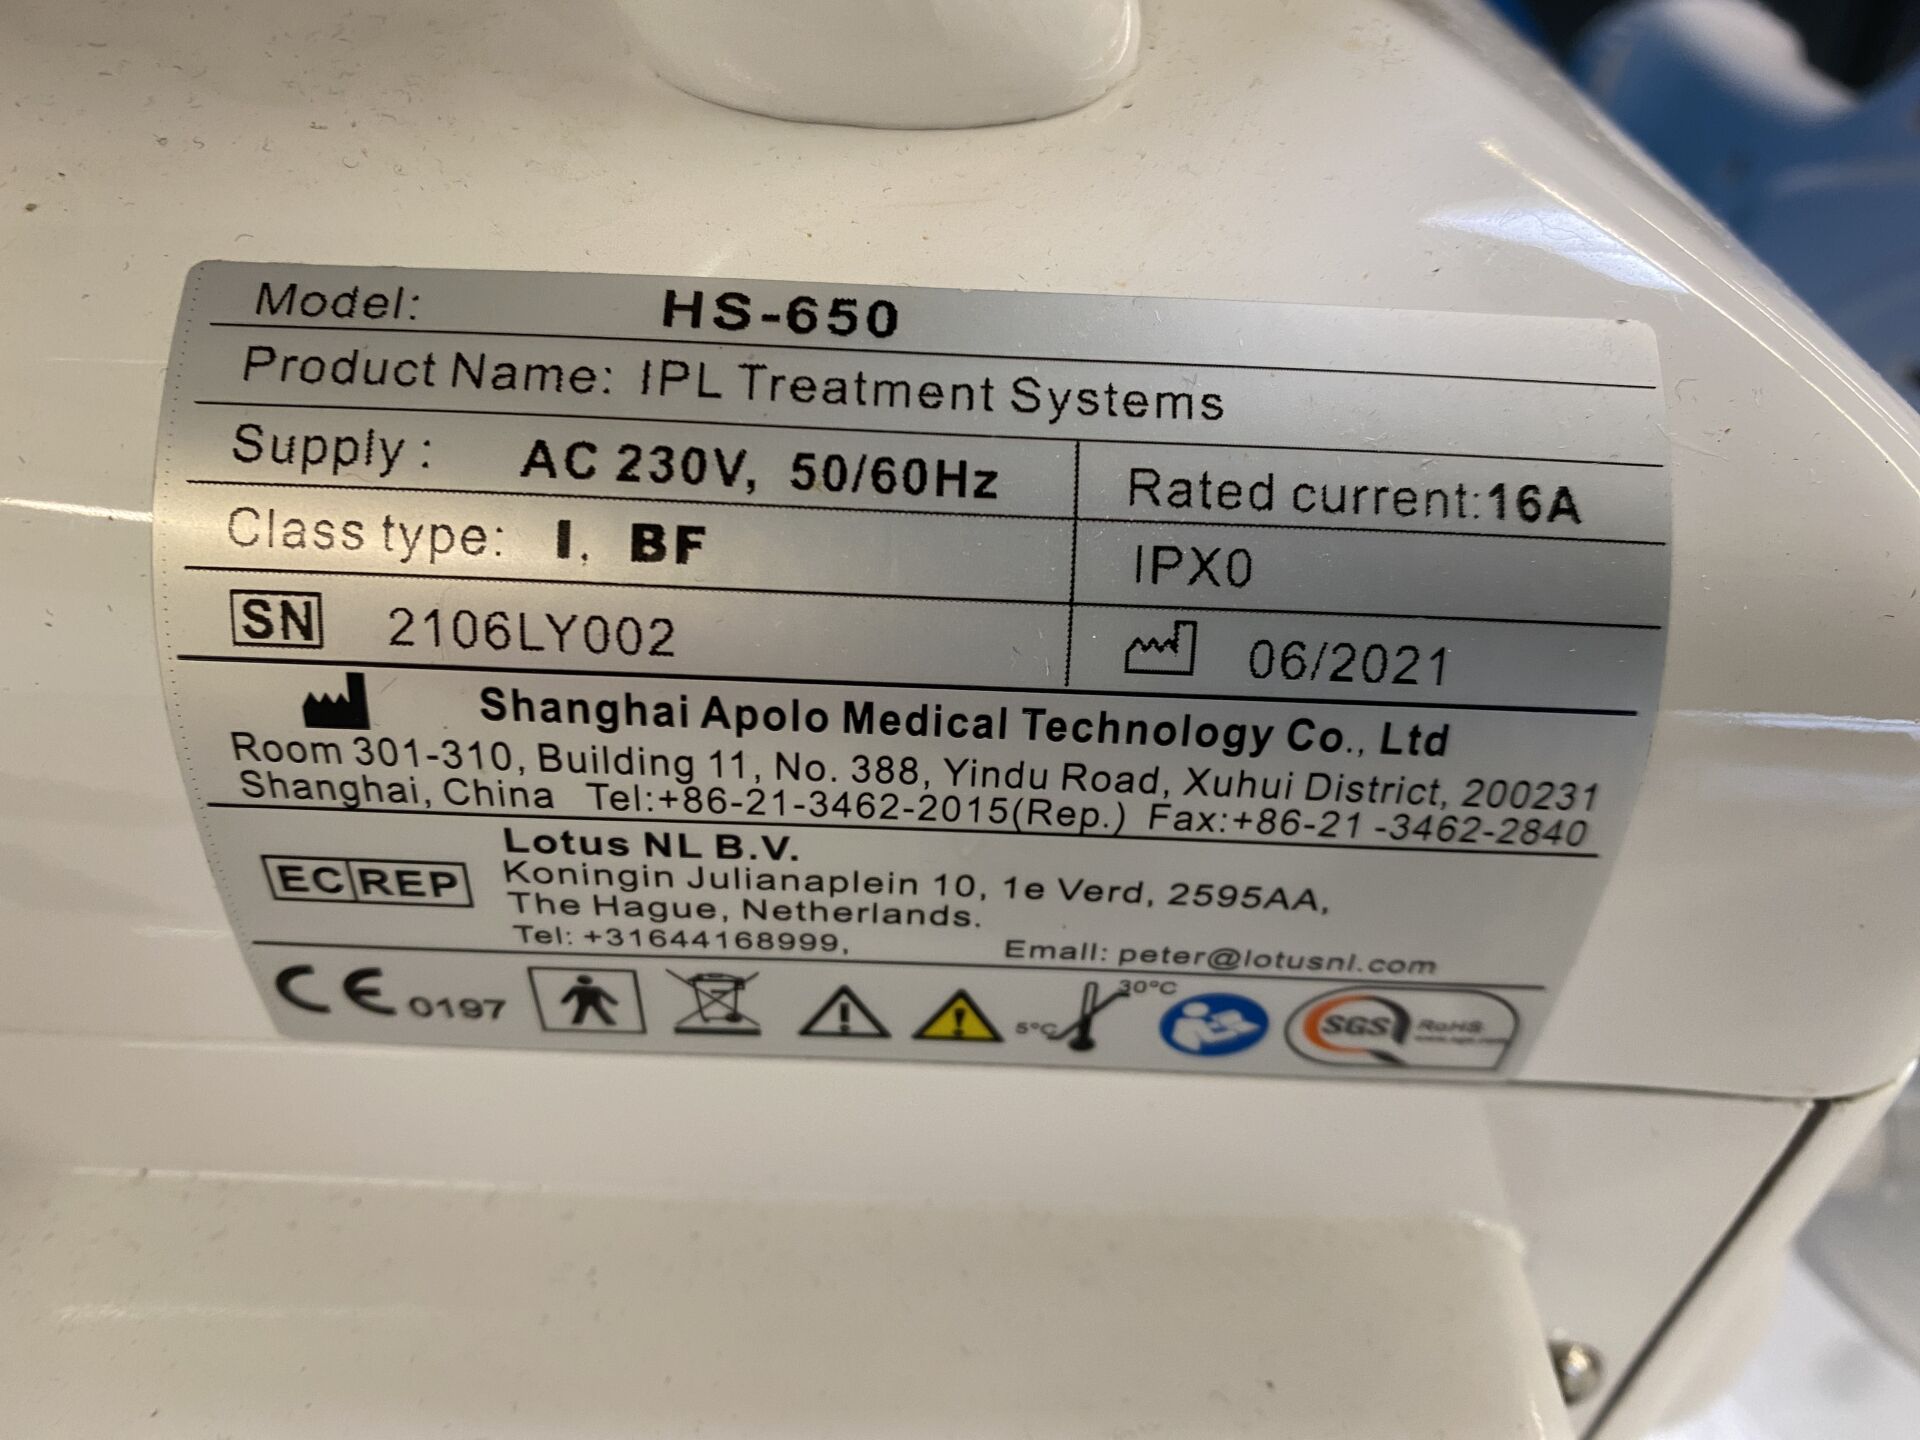 Model: HS-650
Product Name: IPL Treatment Systems
Supply : AC 230V, 50/60Hz Rated current:16A
Class type: I, BF IPX0
SN 2106LY002 06/2021
Shanghai Apolo Medical Technology Co., Ltd
Room 301-310, Building 11, No. 388, Yindu Road, Xuhui District, 200231
Shanghai, China Tel:+86-21-3462-2015(Rep.) Fax:+86-21 -3462-2840
EC REP Lotus NL B.V.
Koningin Julianaplein 10, 1e Verd, 2595AA,
The Hague, Netherlands.
Tel: +31644168999, Email: peter@lotusnl.com
CE 0197 5°C 30°C SGS RoHS